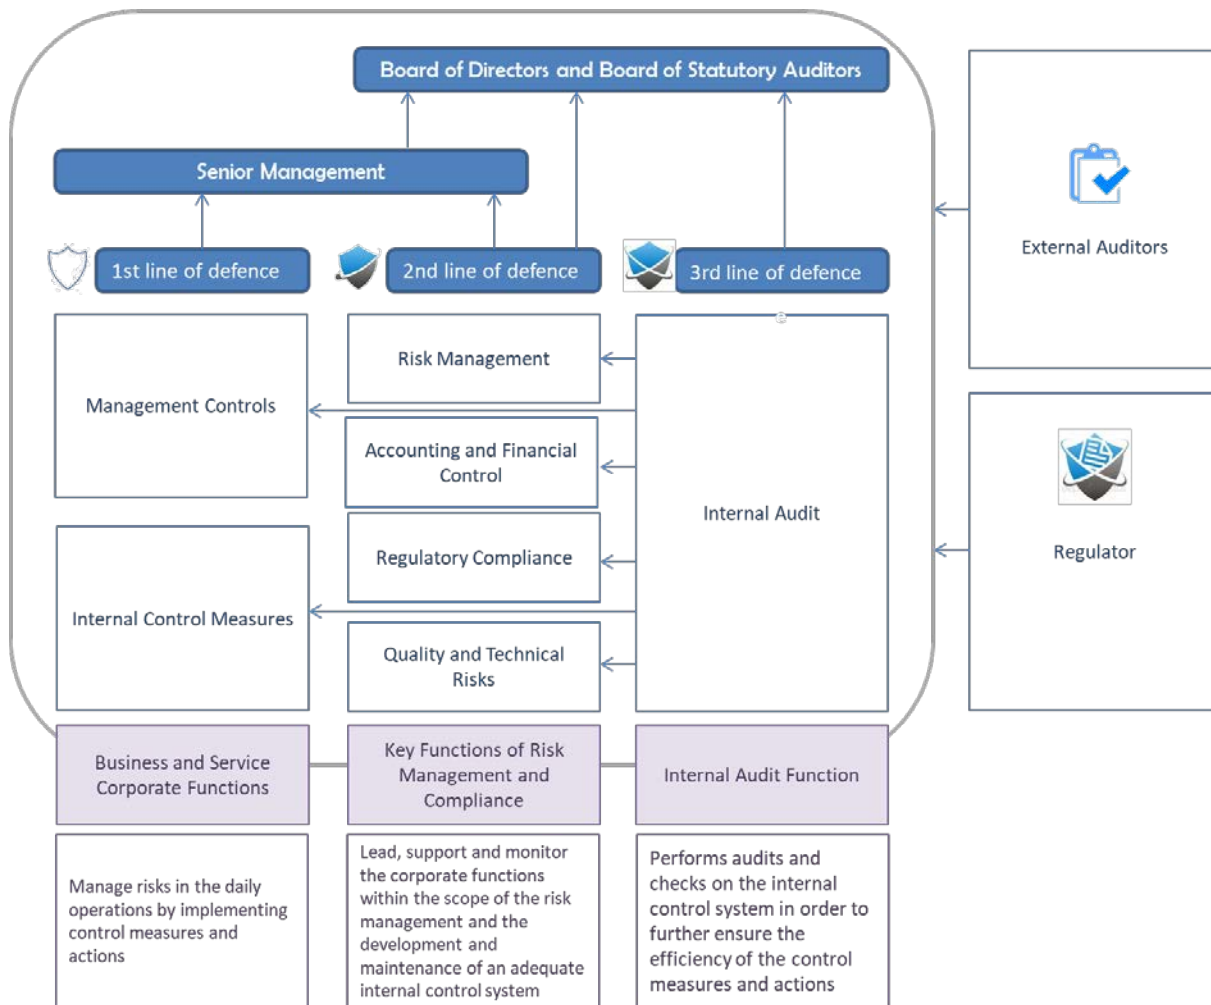 Board of Directors and Board of Statutory Auditors
Senior Management
1st line of defence
2nd line of defence
3rd line of defence
Management Controls
Internal Control Measures
Risk Management
Accounting and Financial
Control
Regulatory Compliance
Quality and Technical
Risks
Internal Audit
External Auditors
Regulator
Business and Service
Corporate Functions
Key Functions of Risk
Management and
Compliance
Internal Audit Function
Manage risks in the daily
operations by implementing
control measures and
actions
Lead, support and monitor
the corporate functions
within the scope of the risk
management and the
development and
maintenance of an adequate
internal control system
Performs audits and
checks on the internal
control system in order to
further ensure the
efficiency of the control
measures and actions